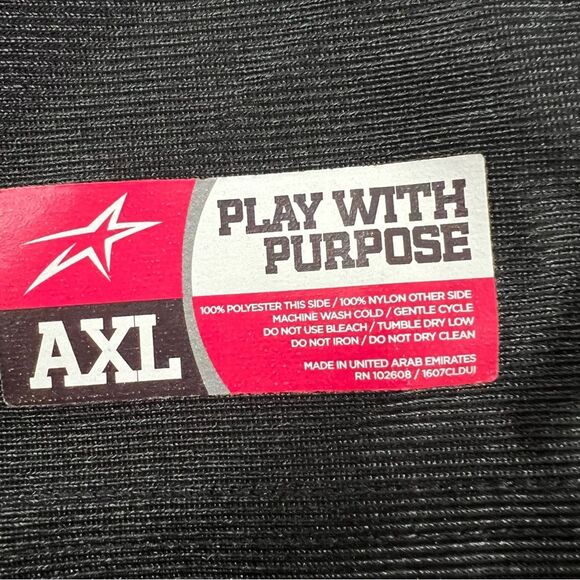 PLAY WITH
PURPOSE
100% POLYESTER THIS SIDE / 100% NYLON OTHER SIDE
MACHINE WASH COLD / GENTLE CYCLE
DO NOT USE BLEACH / TUMBLE DRY LOW
DO NOT IRON / DO NOT DRY CLEAN
AXL
MADE IN UNITED ARAB EMIRATES
RN 102608 / 1607CLDUI